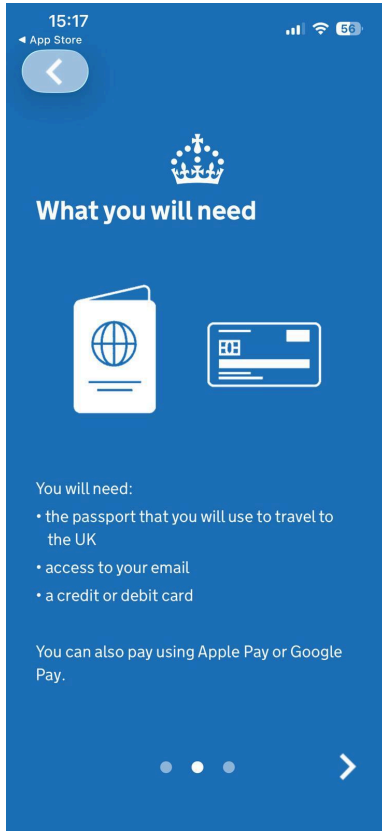 15:17
◀ App Store
56
What you will need
You will need:
• the passport that you will use to travel to
the UK
• access to your email
• a credit or debit card
You can also pay using Apple Pay or Google
Pay.